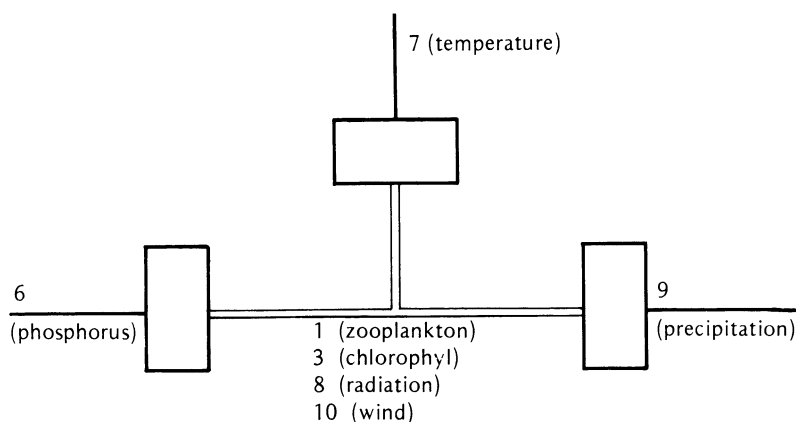 7 (temperature)
6
(phosphorus)
9
(precipitation)
1 (zooplankton)
3 (chlorophyl)
8 (radiation)
10 (wind)